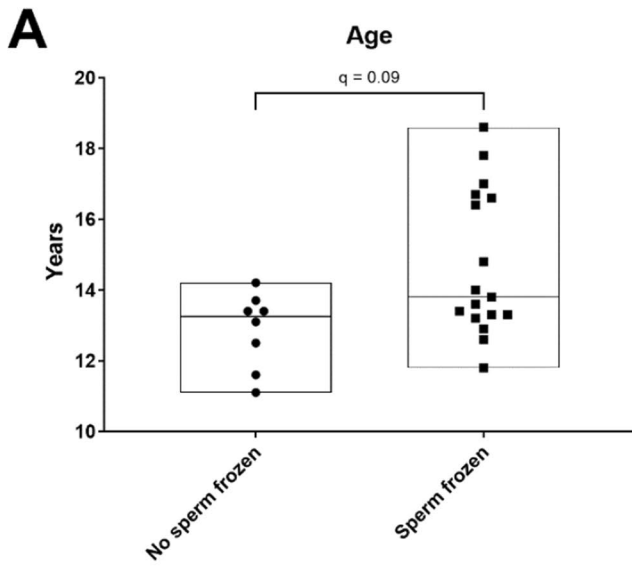 A
Age
q = 0.09
20
18
16
14
12
10
Years
No sperm frozen
Sperm frozen